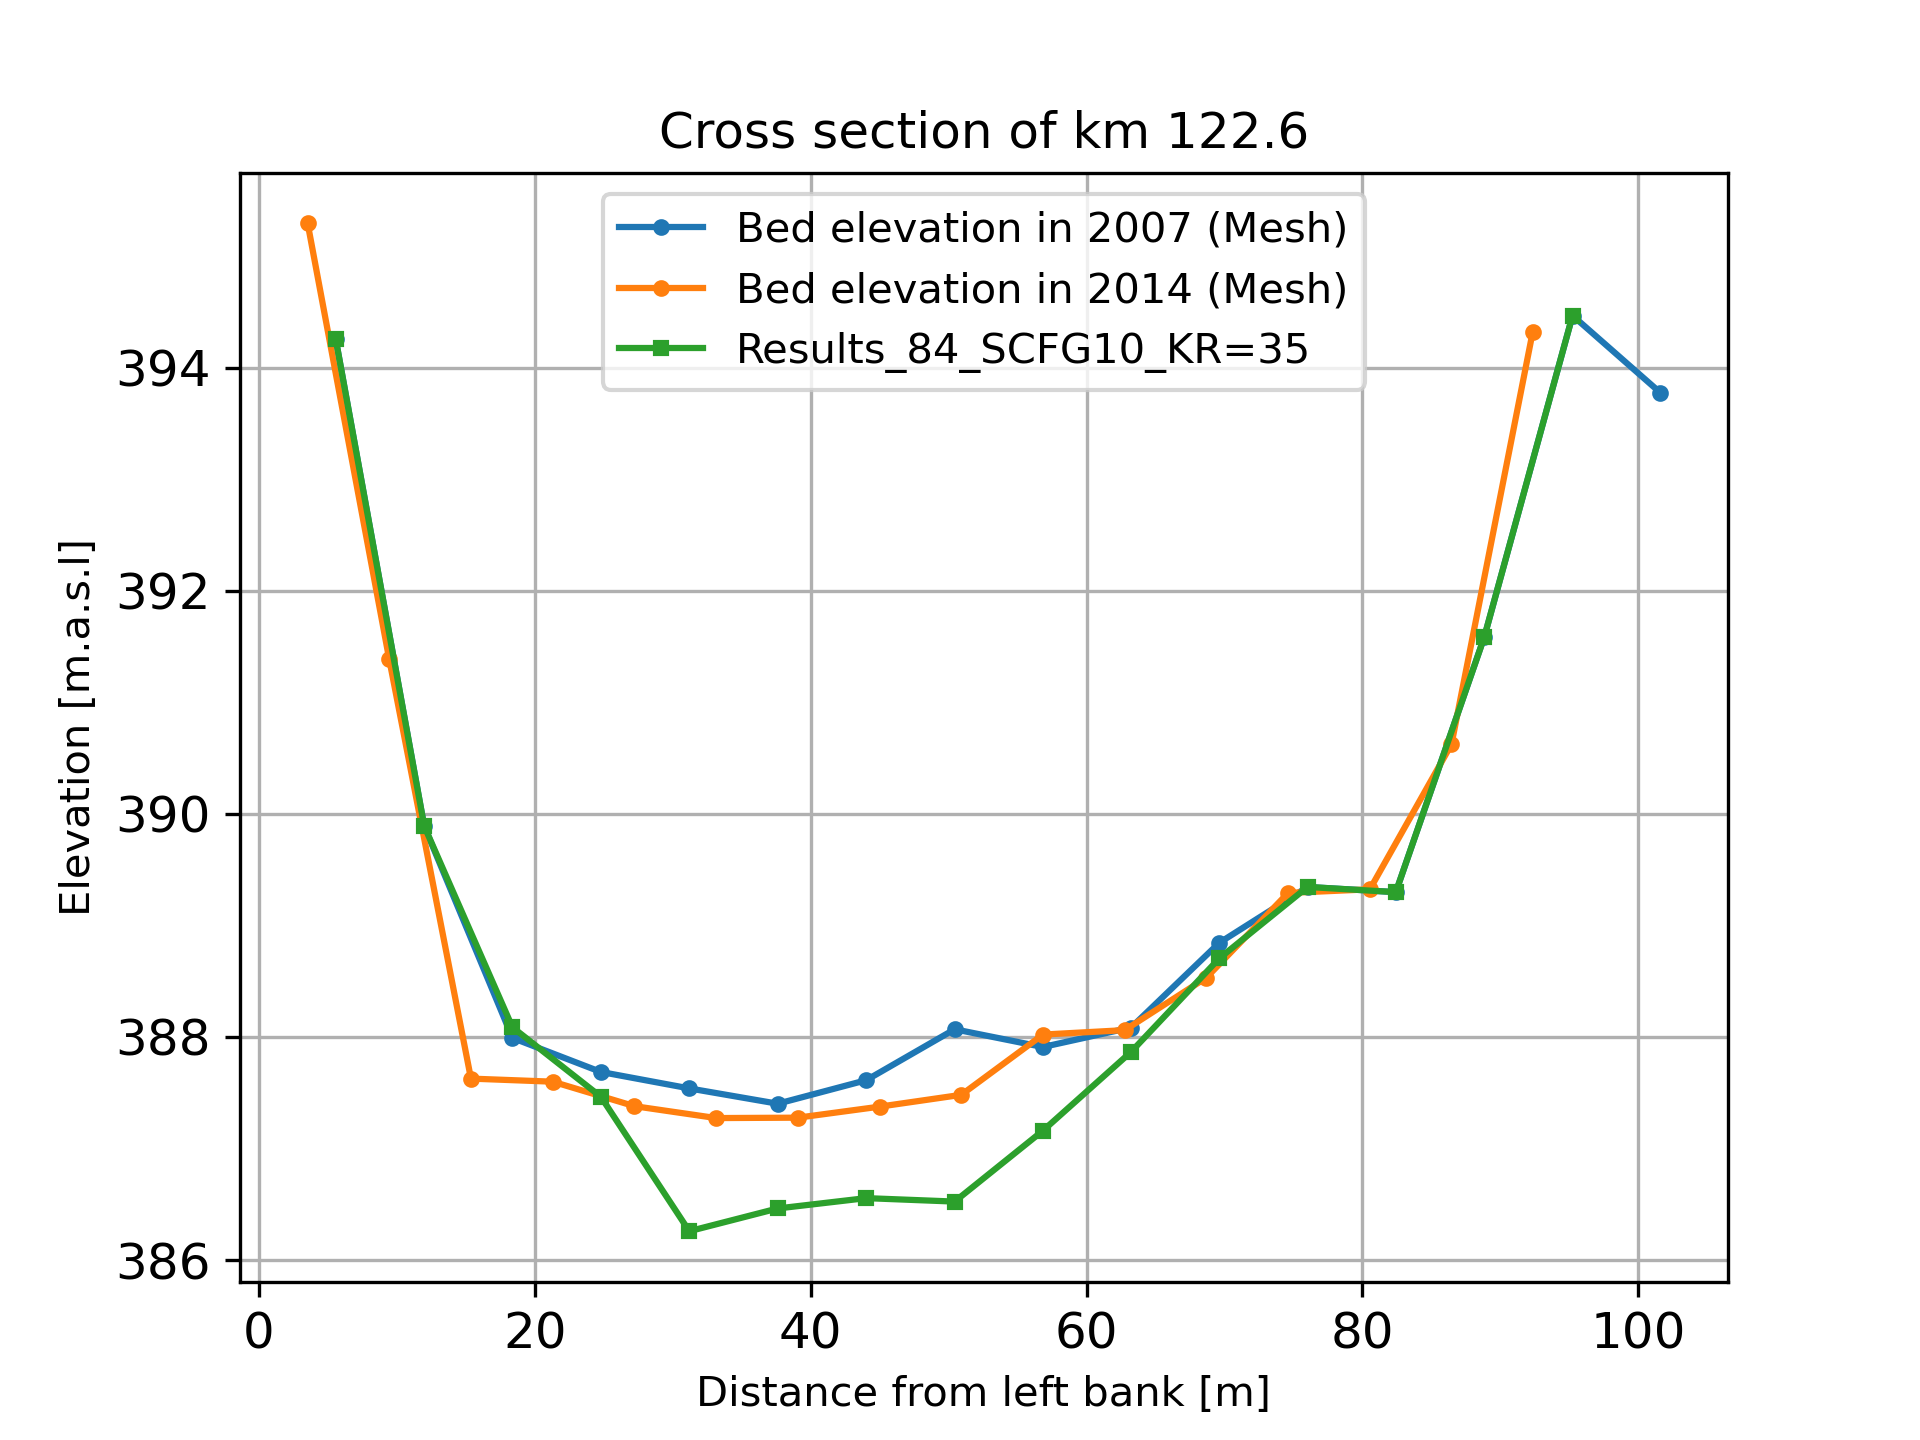 Cross section of km 122.6
Bed elevation in 2007 (Mesh)
Bed elevation in 2014 (Mesh)
Results_84_SCFG10_KR=35
394
392
390
388
386
Elevation [m.a.s.l]
0 20 40 60 80 100
Distance from left bank [m]